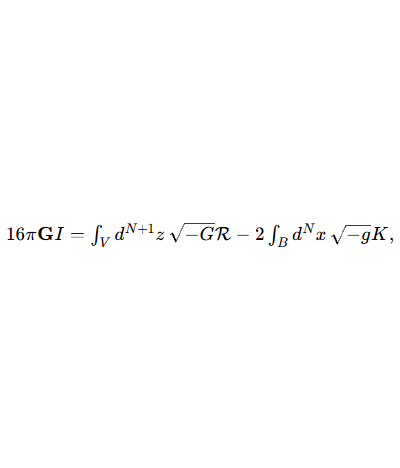 16π𝐆I = ∫_V d^{N+1}z √(−G)ℛ − 2 ∫_B d^N x √(−g)K,